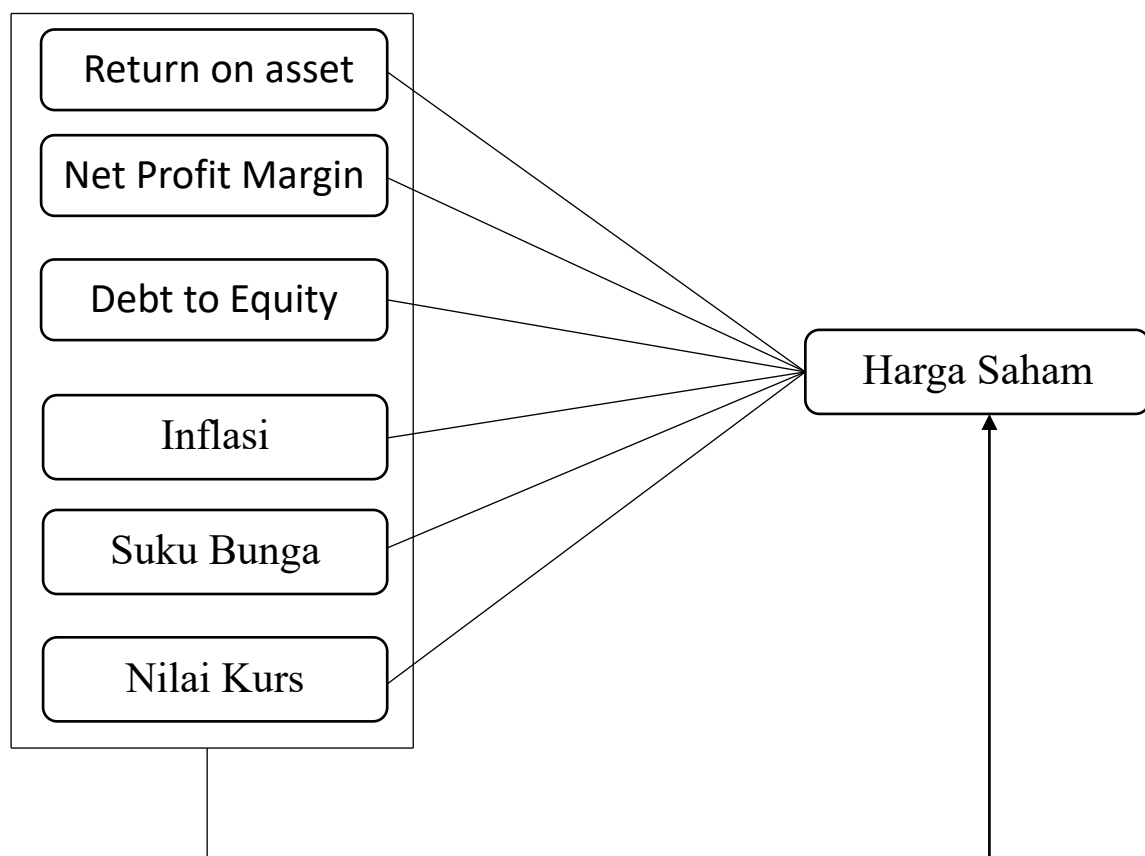 Return on asset
Net Profit Margin
Debt to Equity
Harga Saham
Inflasi
Suku Bunga
Nilai Kurs